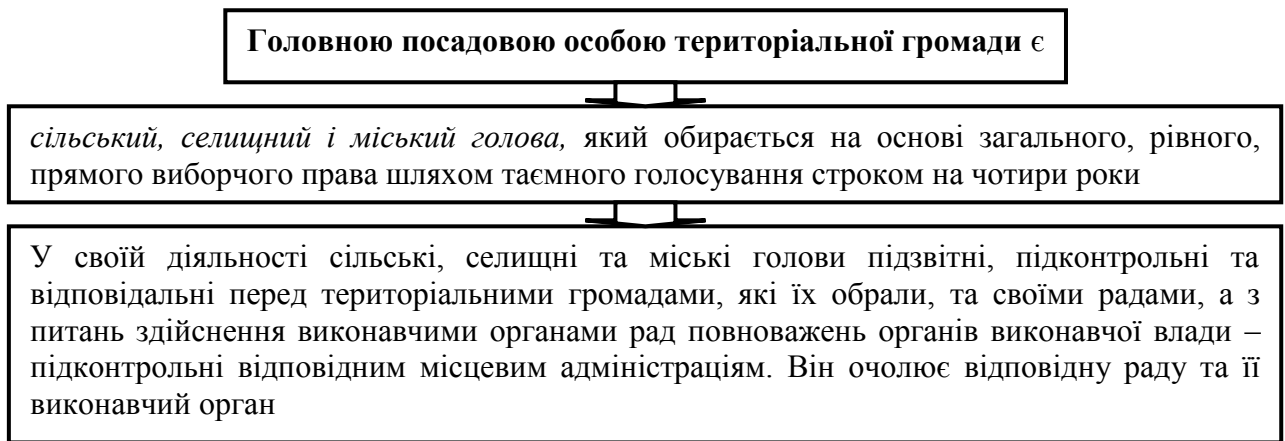 Головною посадовою особою територіальної громади є
сільський, селищний і міський голова, який обирається на основі загального, рівного,
прямого виборчого права шляхом таємного голосування строком на чотири роки
У своїй діяльності сільські, селищні та міські голови підзвітні, підконтрольні та
відповідальні перед територіальними громадами, які їх обрали, та своїми радами, а з
питань здійснення виконавчими органами рад повноважень органів виконавчої влади –
підконтрольні відповідним місцевим адміністраціям. Він очолює відповідну раду та її
виконавчий орган